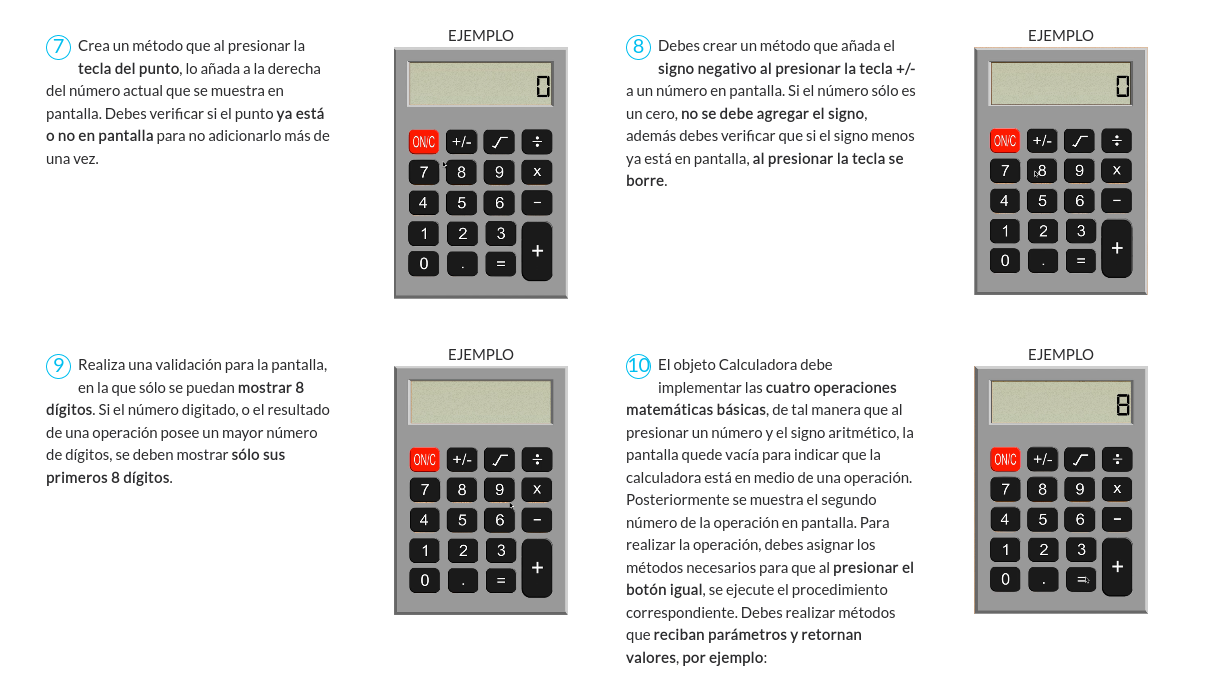 7 Crea un método que al presionar la
tecla del punto, lo añada a la derecha
del número actual que se muestra en
pantalla. Debes verificar si el punto ya está
o no en pantalla para no adicionarlo más de
una vez.
EJEMPLO
0
ON/C +/- √ ÷
7 8 9 x
4 5 6 −
1 2 3 +
0 . =
8 Debes crear un método que añada el
signo negativo al presionar la tecla +/-
a un número en pantalla. Si el número sólo es
un cero, no se debe agregar el signo,
además debes verificar que si el signo menos
ya está en pantalla, al presionar la tecla se
borre.
EJEMPLO
0
ON/C +/- √ ÷
7 8 9 x
4 5 6 −
1 2 3 +
0 . =
9 Realiza una validación para la pantalla,
en la que sólo se puedan mostrar 8
dígitos. Si el número digitado, o el resultado
de una operación posee un mayor número
de dígitos, se deben mostrar sólo sus
primeros 8 dígitos.
EJEMPLO
ON/C +/- √ ÷
7 8 9 x
4 5 6 −
1 2 3 +
0 . =
10 El objeto Calculadora debe
implementar las cuatro operaciones
matemáticas básicas, de tal manera que al
presionar un número y el signo aritmético, la
pantalla quede vacía para indicar que la
calculadora está en medio de una operación.
Posteriormente se muestra el segundo
número de la operación en pantalla. Para
realizar la operación, debes asignar los
métodos necesarios para que al presionar el
botón igual, se ejecute el procedimiento
correspondiente. Debes realizar métodos
que reciban parámetros y retornan
valores, por ejemplo:
EJEMPLO
8
ON/C +/- √ ÷
7 8 9 x
4 5 6 −
1 2 3 +
0 . =